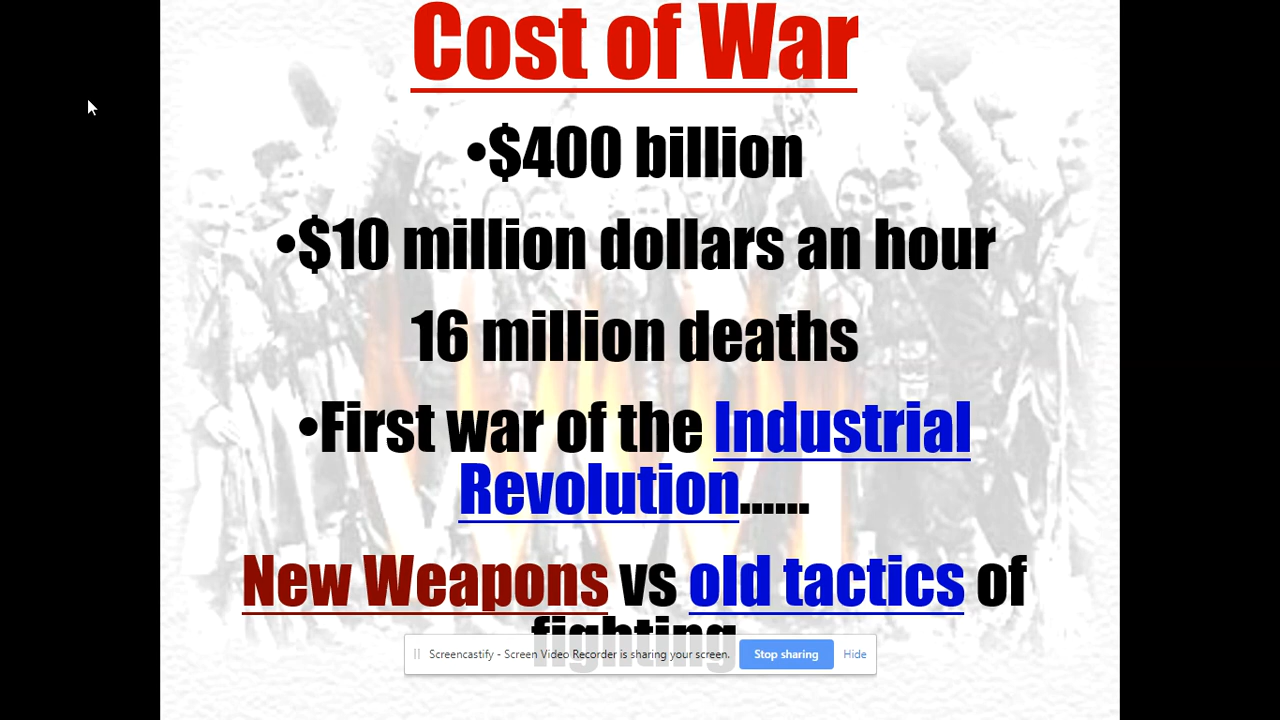 Cost of War
•$400 billion
•$10 million dollars an hour
16 million deaths
•First war of the Industrial
Revolution......
New Weapons vs old tactics of
fighting
Screencastify - Screen Video Recorder is sharing your screen. Stop sharing Hide